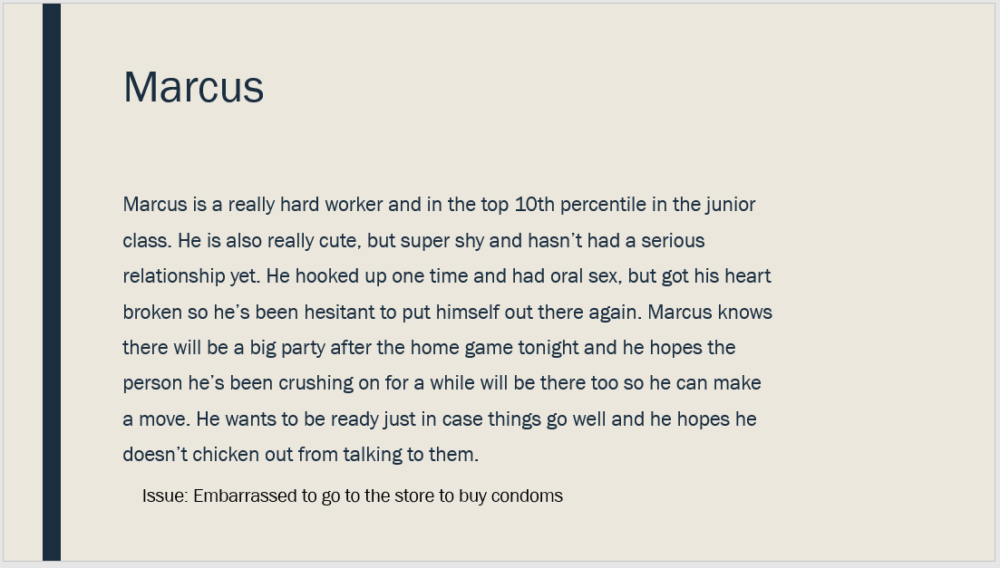 Marcus
Marcus is a really hard worker and in the top 10th percentile in the junior
class. He is also really cute, but super shy and hasn’t had a serious
relationship yet. He hooked up one time and had oral sex, but got his heart
broken so he’s been hesitant to put himself out there again. Marcus knows
there will be a big party after the home game tonight and he hopes the
person he’s been crushing on for a while will be there too so he can make
a move. He wants to be ready just in case things go well and he hopes he
doesn’t chicken out from talking to them.
Issue: Embarrassed to go to the store to buy condoms